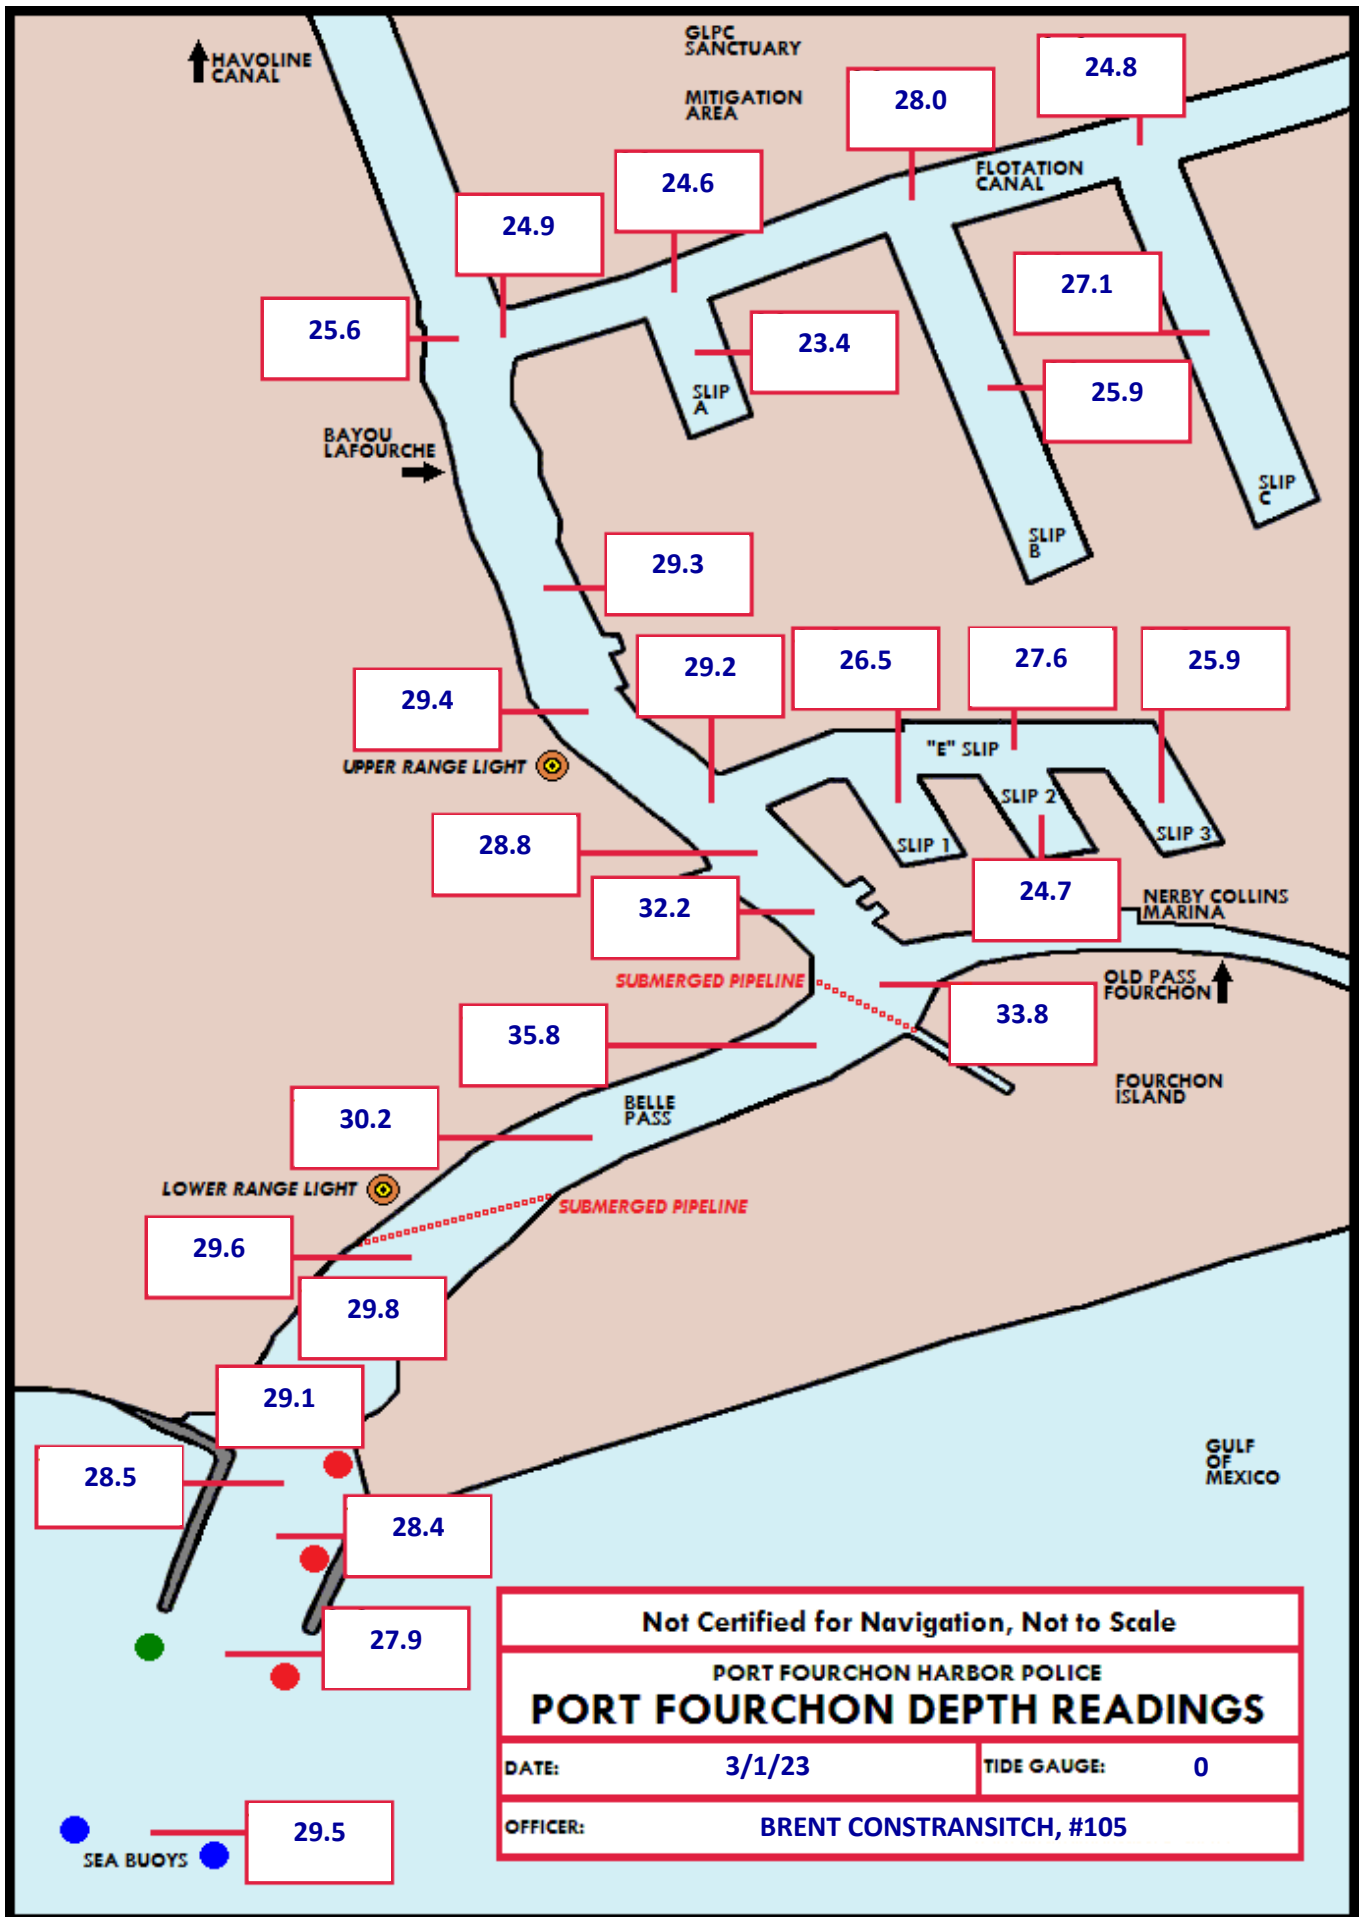 GLPC
SANCTUARY
HAVOLINE
CANAL
24.8
28.0
MITIGATION
AREA
FLOTATION
CANAL
24.6
24.9
27.1
25.6
23.4
25.9
SLIP
A
BAYOU
LAFOURCHE
SLIP
C
SLIP
B
29.3
29.2
26.5
27.6
25.9
29.4
"E" SLIP
UPPER RANGE LIGHT
SLIP 2
28.8
SLIP 1
SLIP 3
32.2
24.7
NERBY COLLINS
MARINA
SUBMERGED PIPELINE
OLD PASS
FOURCHON
33.8
35.8
FOURCHON
ISLAND
BELLE
PASS
30.2
LOWER RANGE LIGHT
SUBMERGED PIPELINE
29.6
29.8
29.1
28.5
GULF
OF
MEXICO
28.4
27.9
Not Certified for Navigation, Not to Scale
PORT FOURCHON HARBOR POLICE
PORT FOURCHON DEPTH READINGS
DATE: 3/1/23 TIDE GAUGE: 0
OFFICER: BRENT CONSTRANSITCH, #105
29.5
SEA BUOYS